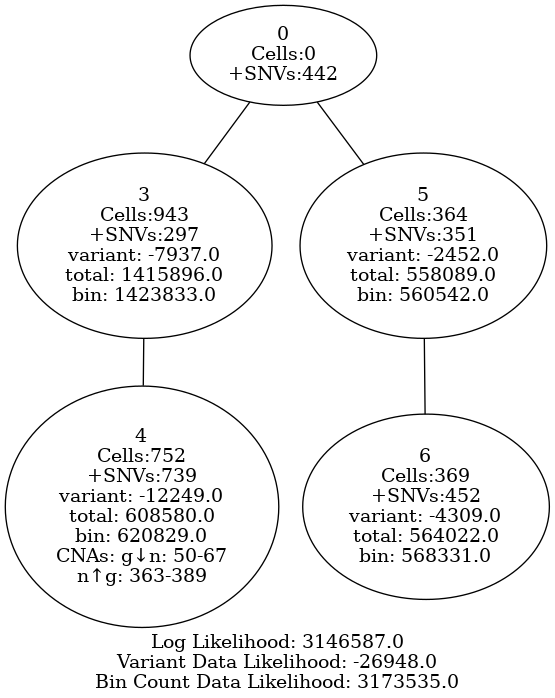 0
Cells:0
+SNVs:442
3
Cells:943
+SNVs:297
variant: -7937.0
total: 1415896.0
bin: 1423833.0
5
Cells:364
+SNVs:351
variant: -2452.0
total: 558089.0
bin: 560542.0
4
Cells:752
+SNVs:739
variant: -12249.0
total: 608580.0
bin: 620829.0
CNAs: g↓n: 50-67
n↑g: 363-389
6
Cells:369
+SNVs:452
variant: -4309.0
total: 564022.0
bin: 568331.0
Log Likelihood: 3146587.0
Variant Data Likelihood: -26948.0
Bin Count Data Likelihood: 3173535.0